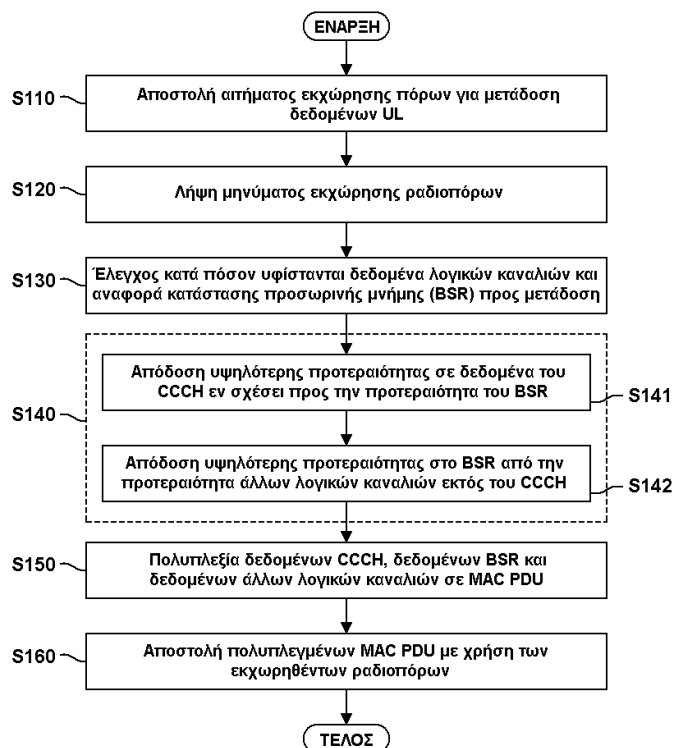 ΕΝΑΡΞΗ
S110
Αποστολή αιτήματος εκχώρησης πόρων για μετάδοση
δεδομένων UL
S120
Λήψη μηνύματος εκχώρησης ραδιοπόρων
S130
Έλεγχος κατά πόσον υφίστανται δεδομένα λογικών καναλιών και
αναφορά κατάστασης προσωρινής μνήμης (BSR) προς μετάδοση
S140
Απόδοση υψηλότερης προτεραιότητας σε δεδομένα του
CCCH εν σχέσει προς την προτεραιότητα του BSR
S141
Απόδοση υψηλότερης προτεραιότητας στο BSR από την
προτεραιότητα άλλων λογικών καναλιών εκτός του CCCH
S142
S150
Πολυπλεξία δεδομένων CCCH, δεδομένων BSR και
δεδομένων άλλων λογικών καναλιών σε MAC PDU
S160
Αποστολή πολυπλεγμένων MAC PDU με χρήση των
εκχωρηθέντων ραδιοπόρων
ΤΕΛΟΣ